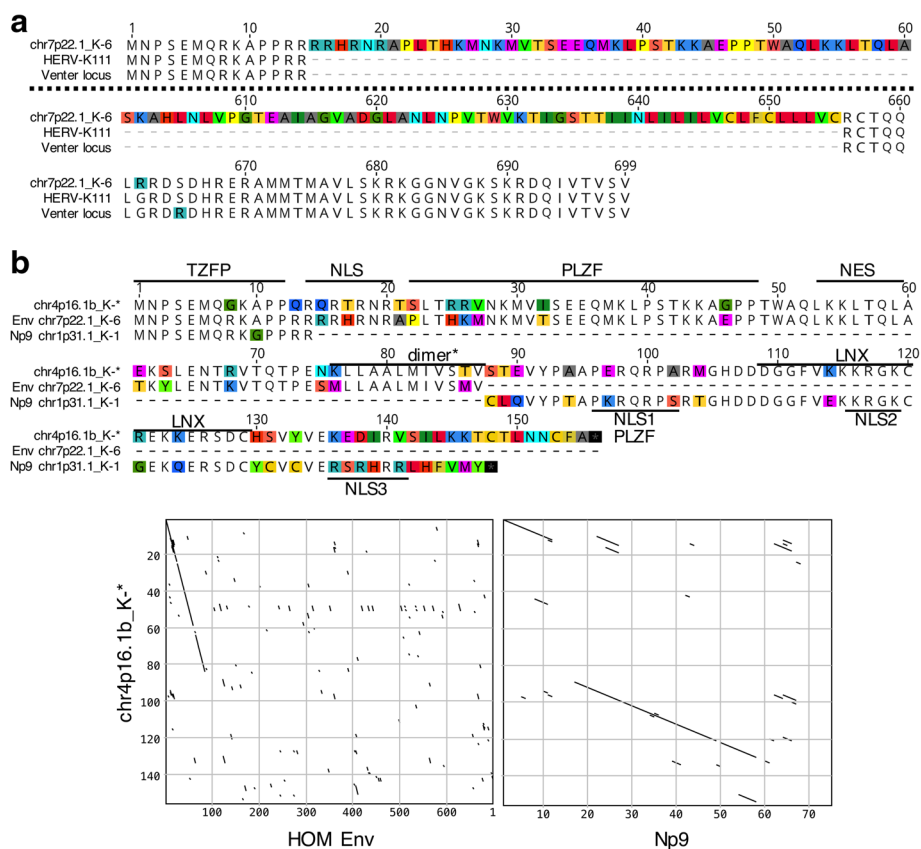 a
1 10 20 30 40 50 60
chr7p22.1_K-6 MNPSEMQRKAPPRRRRHRNRAPLTHKMNKMVTSEEQMKLPSTKKAEPPTWAQLKKLTQLA
HERV-K111 MNPSEMQRKAPPRR
Venter locus MNPSEMQRKAPPRR
610 620 630 640 650 660
chr7p22.1_K-6 SKAHLNLVPGTEAIAGVADGLANLNPVTWVKTIGSTTIINLILILVCLFCLLLVCRCTQQ
HERV-K111 RCTQQ
Venter locus RCTQQ
670 680 690 699
chr7p22.1_K-6 LRRDSDHRERAMMTMAVLSKRKGGNVGKSKRDQIVTVSV
HERV-K111 LGRDSDHRERAMMTMAVLSKRKGGNVGKSKRDQIVTVSV
Venter locus LGRDRDHRERAMMTMAVLSKRKGGNVGKSKRDQIVTVSV
b
TZFP NLS PLZF NES
1 10 20 30 40 50 60
chr4p16.1b_K-* MNPSEMQGKAPPQRQRTRNRTSLTRRVNKMISEEQMKLPSTKKAGPPTWAQLKKLTQLA
Env chr7p22.1_K-6 MNPSEMQRKAPPRRRRHRNRAPLTHKMNKMVTSEEQMKLPSTKKAEPPTWAQLKKLTQLA
Np9 chr1p31.1_K-1 MNPSEMQRKGPPRR
70 80 dimer* 90 100 110 LNX 120
chr4p16.1b_K-* EKSLENTRVTQTPENKLLAALMIVSTVSTEVYPAAPERQRPARMGHDDDGGFVKKRGKC
Env chr7p22.1_K-6 TKYLENTKVTQTPESMLLAALMIVSMV
Np9 chr1p31.1_K-1 CLQVYPTAPKRQRPSRTGHDDDGGFVEKKRGKC
LNX 130 140 150 NLS1 NLS2
chr4p16.1b_K-* REKKERSDCHSVYVEKEDIRVSILKKTCTLNNCFA* PLZF
Env chr7p22.1_K-6
Np9 chr1p31.1_K-1 GEKQERSDCYCVCVERSRHRRLHFVMY*
NLS3
chr4p16.1b_K-*
20
40
60
80
100
120
140
100 200 300 400 500 600 1
10 20 30 40 50 60 70
HOM Env
Np9